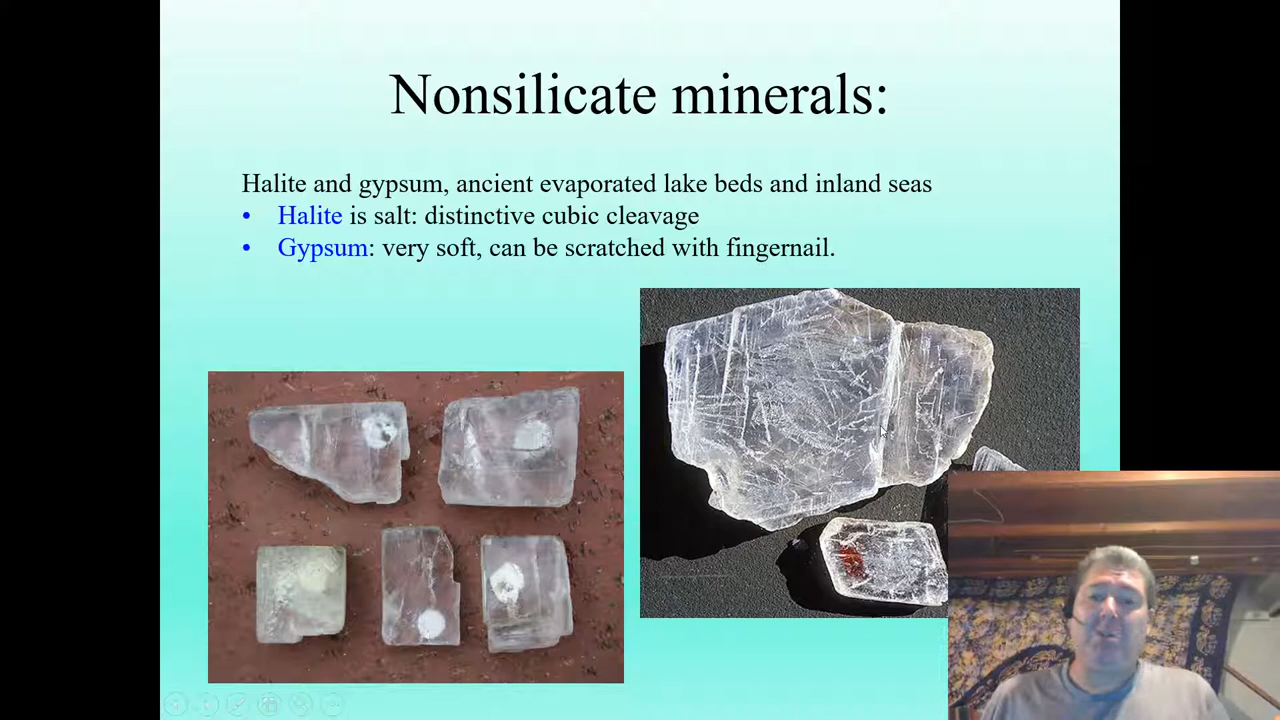 Nonsilicate minerals:
Halite and gypsum, ancient evaporated lake beds and inland seas
• Halite is salt: distinctive cubic cleavage
• Gypsum: very soft, can be scratched with fingernail.